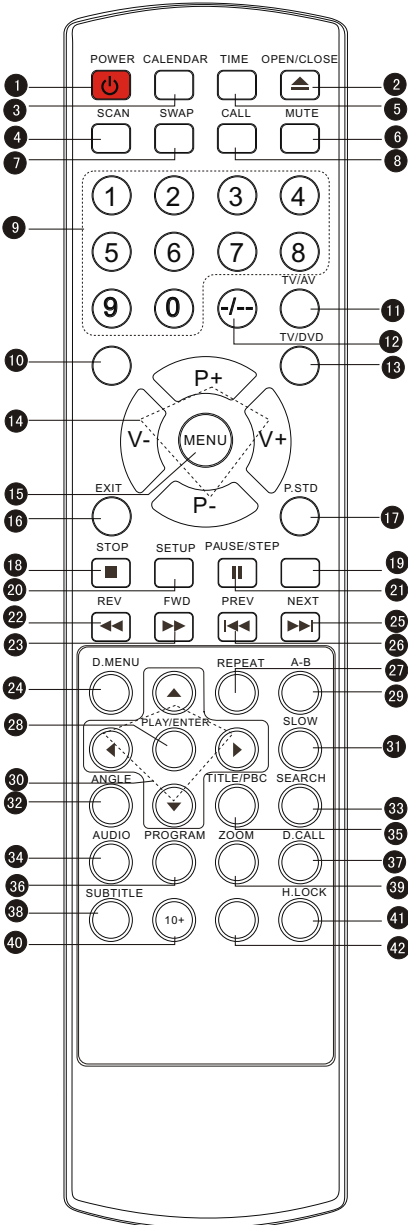 POWER CALENDAR TIME OPEN/CLOSE
1 2
3 5
SCAN SWAP CALL MUTE
4 6
7 8
1 2 3 4
9
5 6 7 8
TV/AV
9 0 -/-- 11
12
TV/DVD
10 13
P+
14
V- MENU V+
15
P-
EXIT P.STD
16 17
STOP SETUP PAUSE/STEP
18 19
20 21
REV FWD PREV NEXT
22 25
23 26
27
D.MENU REPEAT A-B
24 29
28
PLAY/ENTER SLOW
31
30
ANGLE TITLE/PBC SEARCH
32 33
35
AUDIO PROGRAM ZOOM D.CALL
34 37
36 39
SUBTITLE H.LOCK
38 10+ 41
40 42